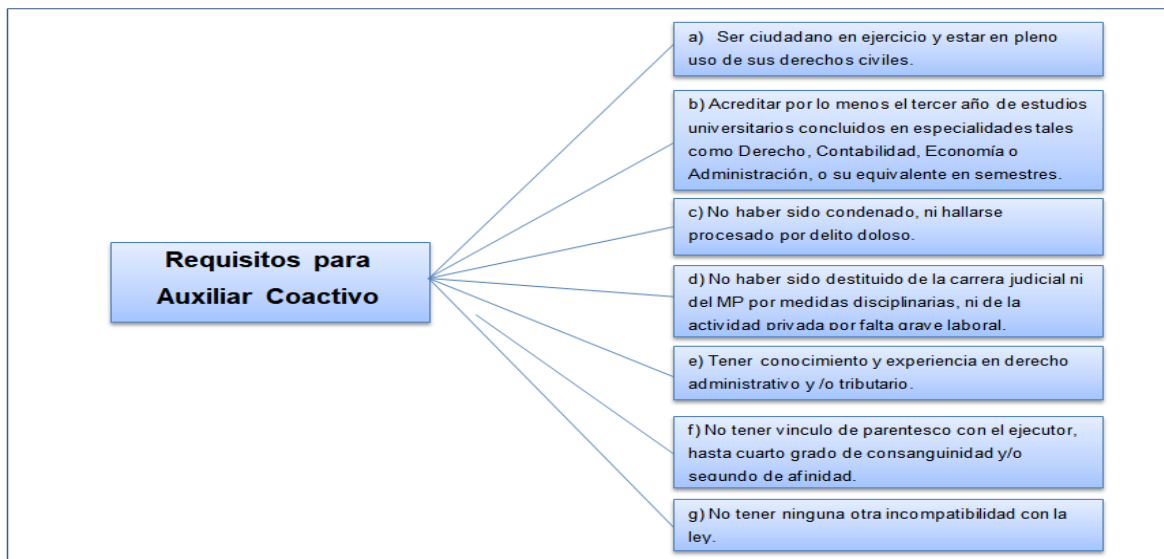 Requisitos para
Auxiliar Coactivo
a) Ser ciudadano en ejercicio y estar en pleno
uso de sus derechos civiles.
b) Acreditar por lo menos el tercer año de estudios
universitarios concluidos en especialidades tales
como Derecho, Contabilidad, Economía o
Administración, o su equivalente en semestres.
c) No haber sido condenado, ni hallarse
procesado por delito doloso.
d) No haber sido destituido de la carrera judicial ni
del MP por medidas disciplinarias, ni de la
actividad privada por falta grave laboral.
e) Tener conocimiento y experiencia en derecho
administrativo y /o tributario.
f) No tener vinculo de parentesco con el ejecutor,
hasta cuarto grado de consanguinidad y/o
segundo de afinidad.
g) No tener ninguna otra incompatibilidad con la
ley.